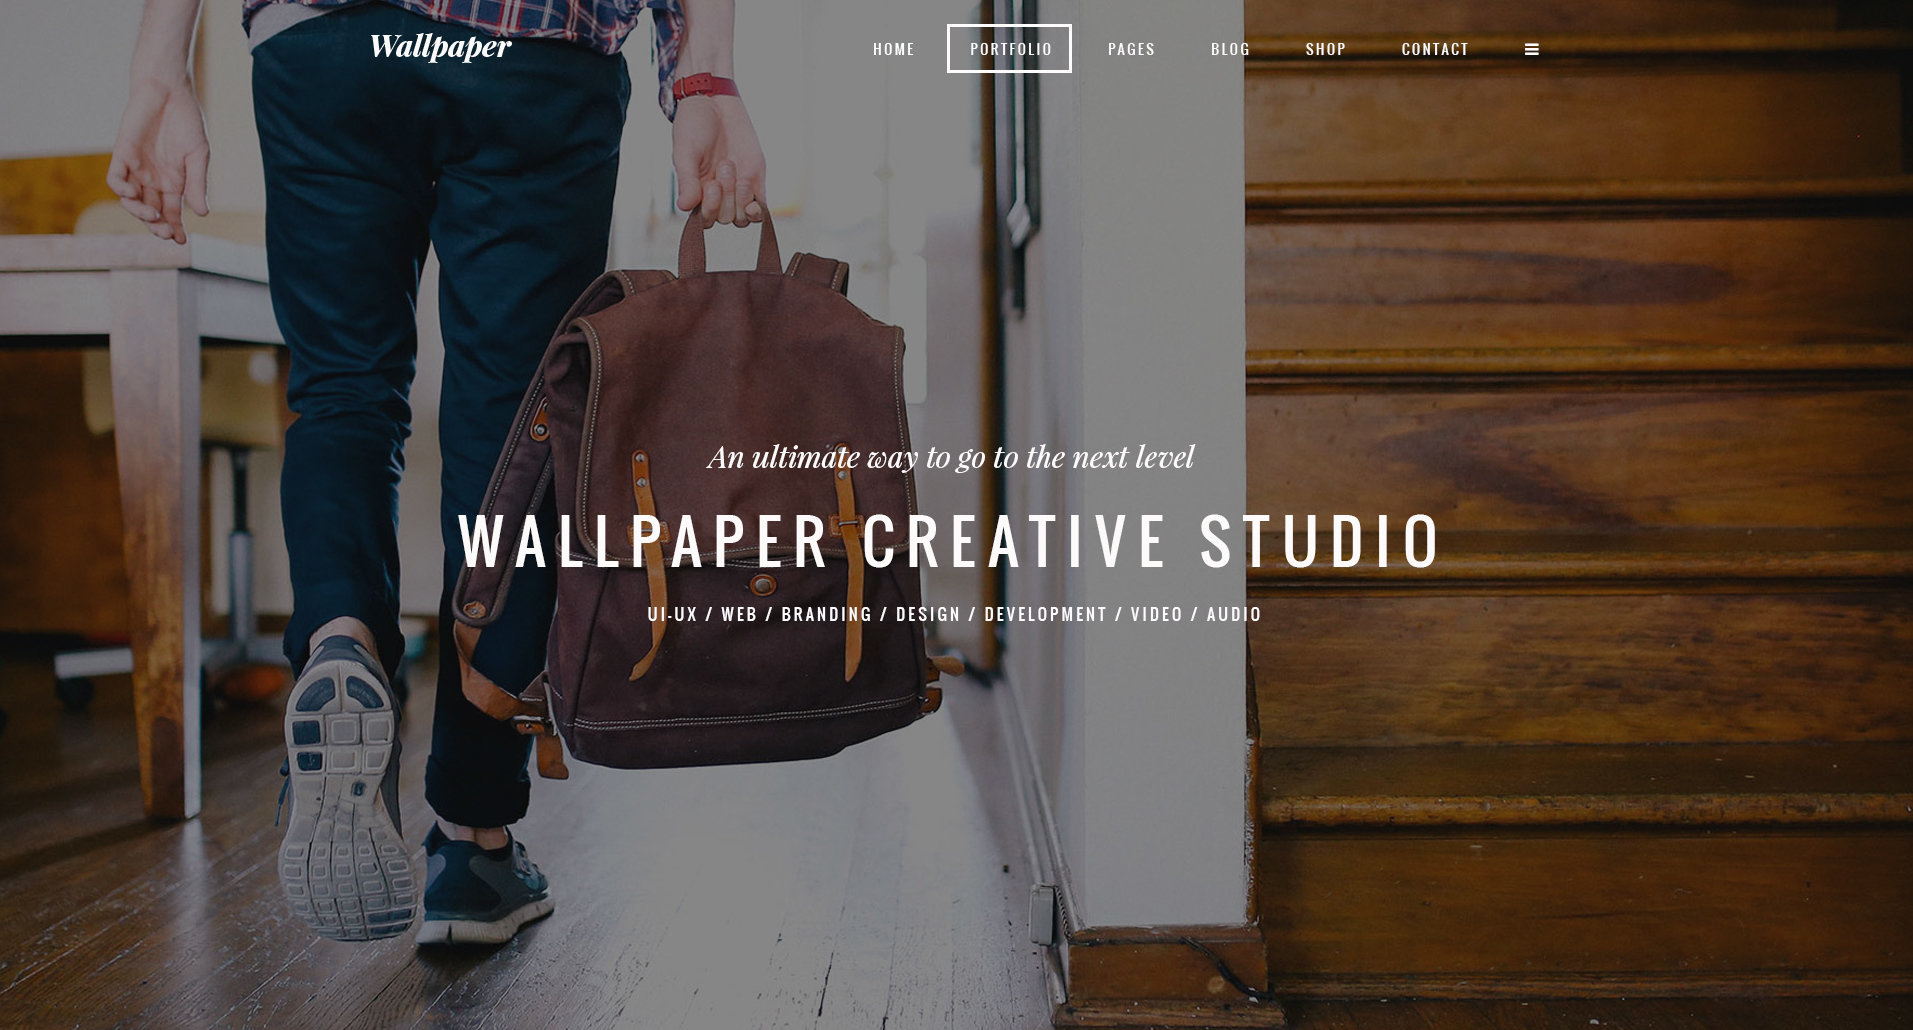 Wallpaper
HOME PORTFOLIO PAGES BLOG SHOP CONTACT
An ultimate way to go to the next level
WALLPAPER CREATIVE STUDIO
UI-UX / WEB / BRANDING / DESIGN / DEVELOPMENT / VIDEO / AUDIO